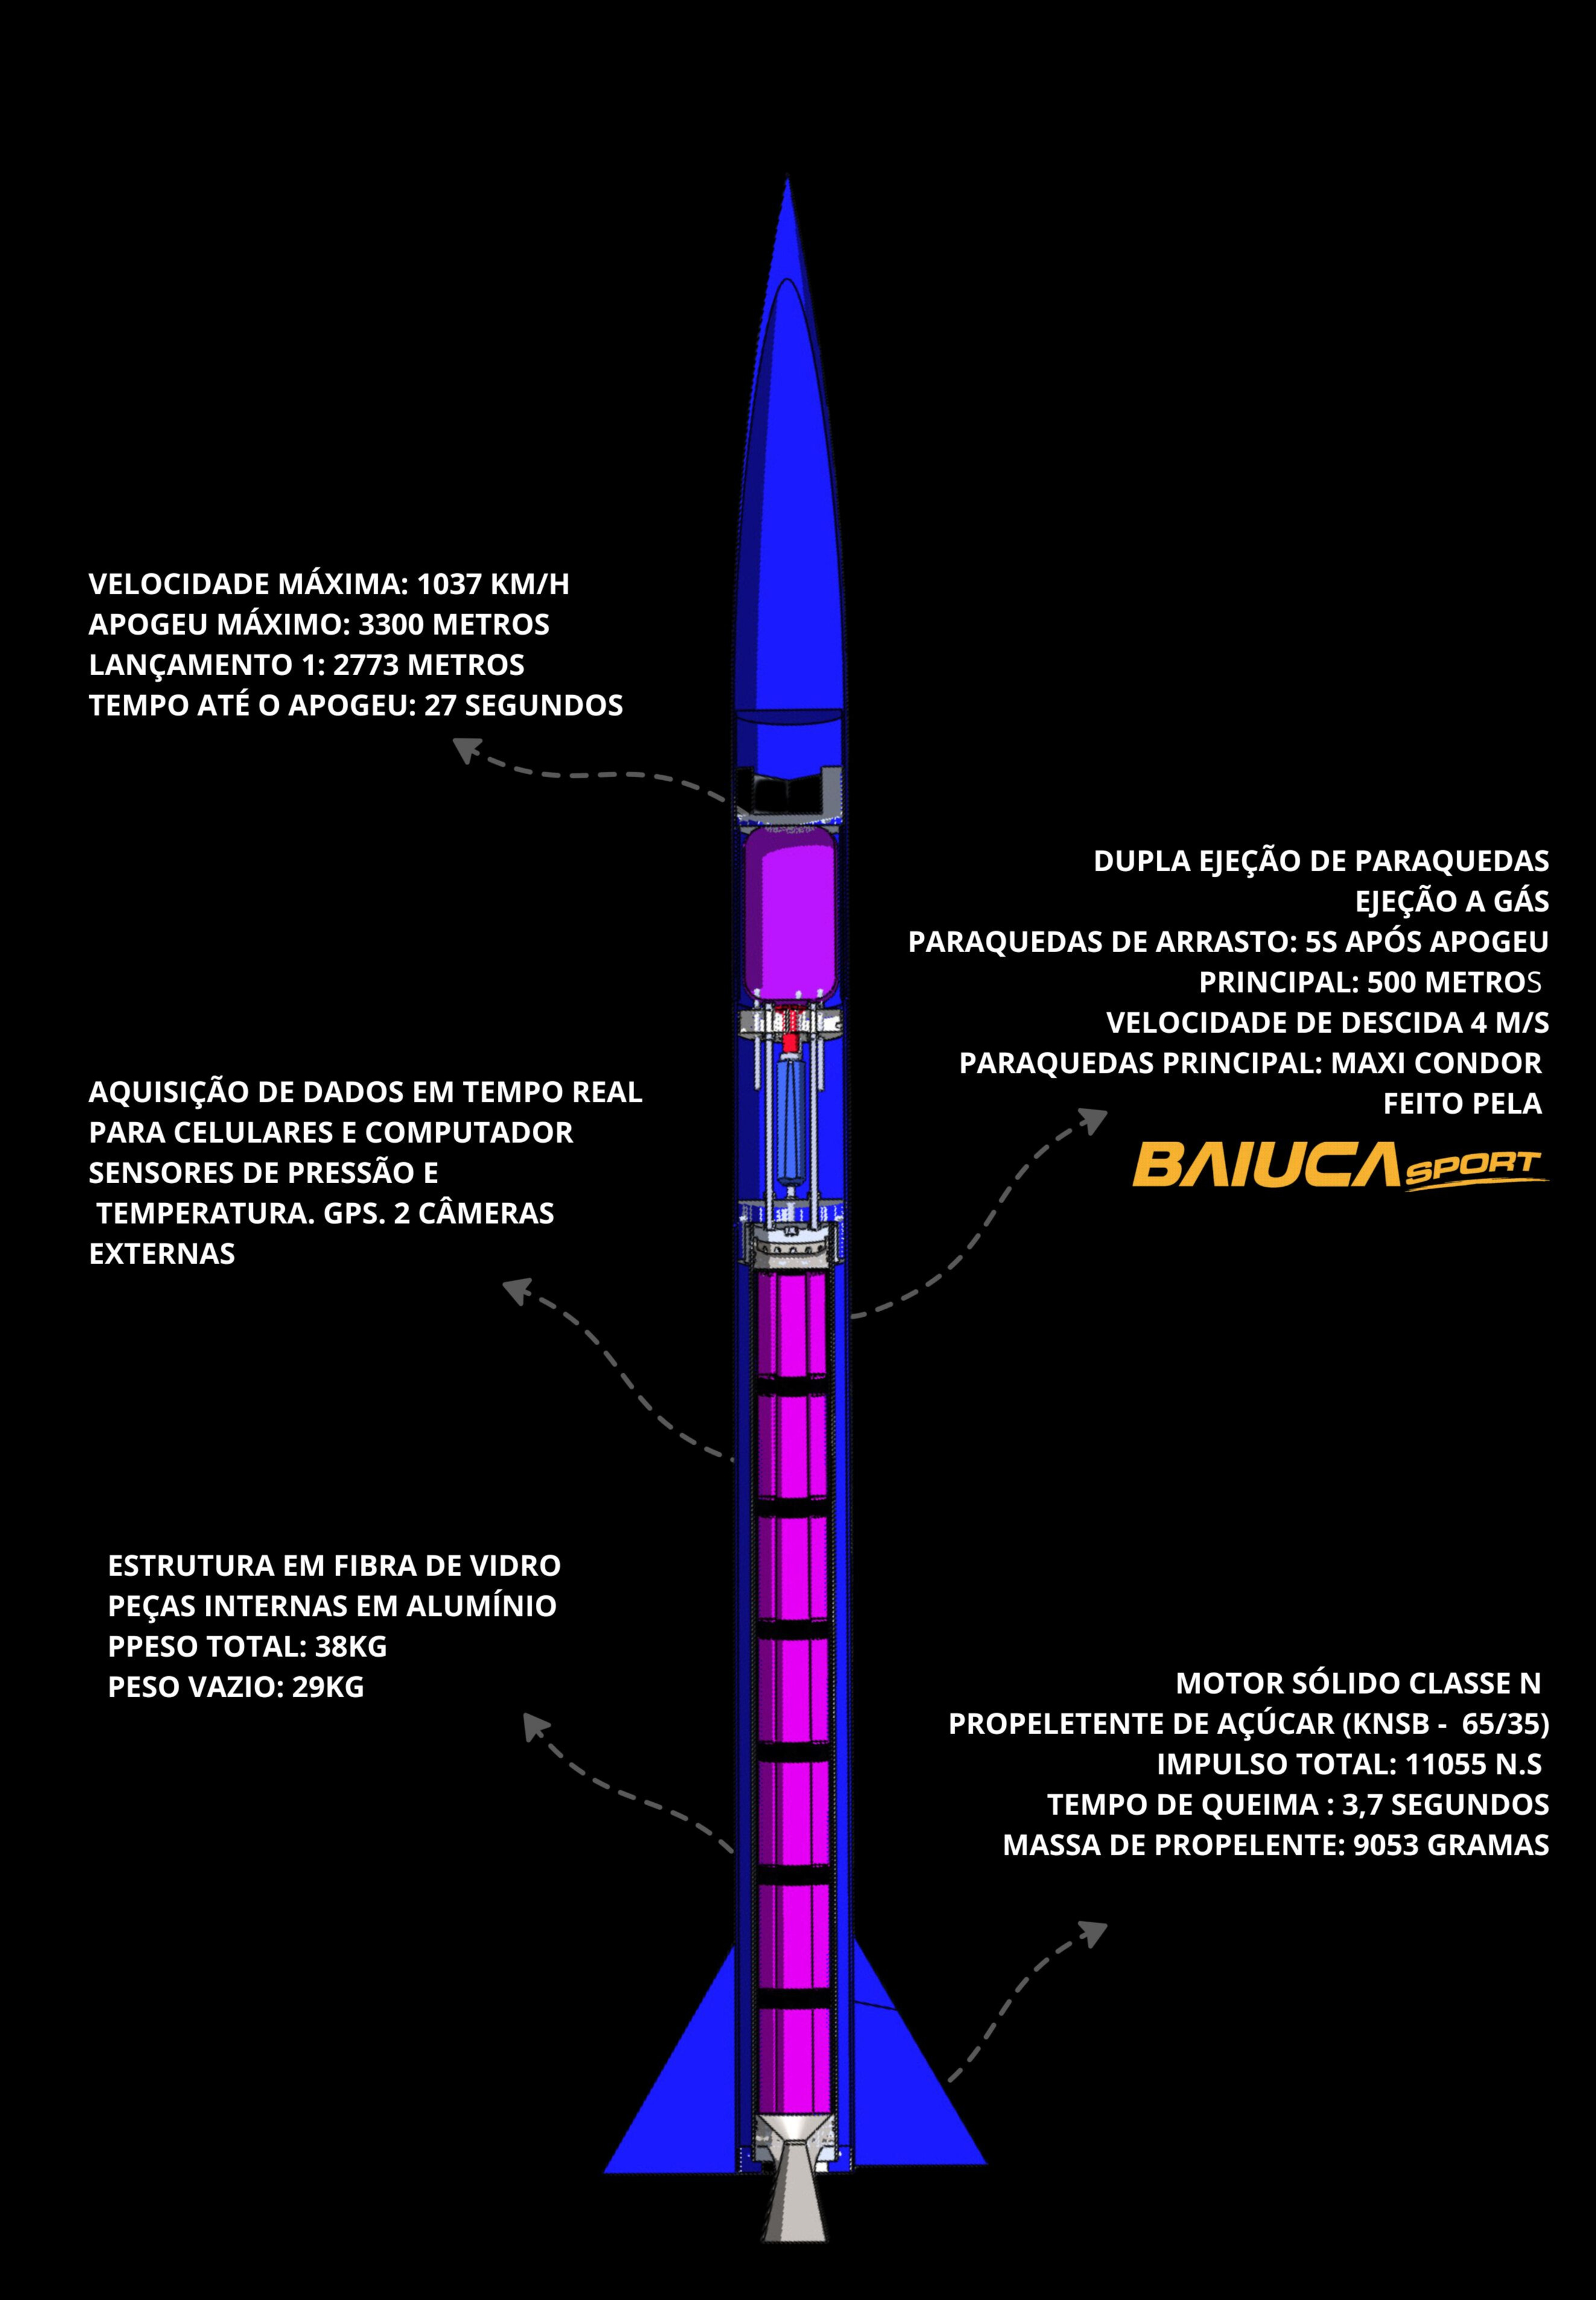 VELOCIDADE MÁXIMA: 1037 KM/H
APOGEU MÁXIMO: 3300 METROS
LANÇAMENTO 1: 2773 METROS
TEMPO ATÉ O APOGEU: 27 SEGUNDOS
DUPLA EJEÇÃO DE PARAQUEDAS
EJEÇÃO A GÁS
PARAQUEDAS DE ARRASTO: 5S APÓS APOGEU
PRINCIPAL: 500 METROS
VELOCIDADE DE DESCIDA 4 M/S
PARAQUEDAS PRINCIPAL: MAXI CONDOR
FEITO PELA
BAIUCA SPORT
AQUISIÇÃO DE DADOS EM TEMPO REAL
PARA CELULARES E COMPUTADOR
SENSORES DE PRESSÃO E
TEMPERATURA. GPS. 2 CÂMERAS
EXTERNAS
ESTRUTURA EM FIBRA DE VIDRO
PEÇAS INTERNAS EM ALUMÍNIO
PPESO TOTAL: 38KG
PESO VAZIO: 29KG
MOTOR SÓLIDO CLASSE N
PROPELETENTE DE AÇÚCAR (KNSB - 65/35)
IMPULSO TOTAL: 11055 N.S
TEMPO DE QUEIMA : 3,7 SEGUNDOS
MASSA DE PROPELENTE: 9053 GRAMAS